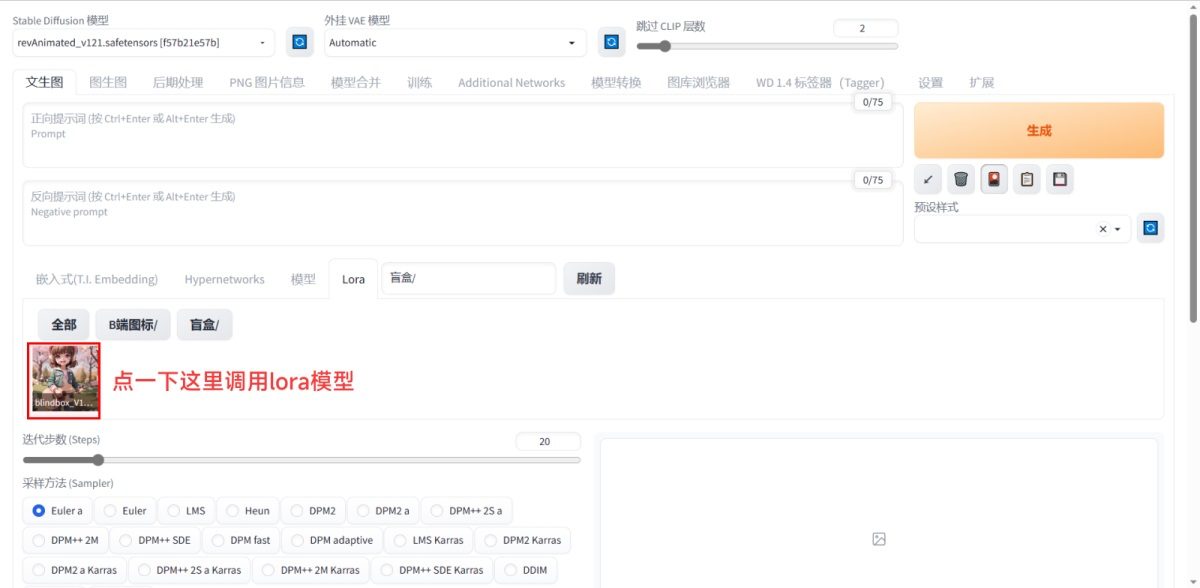 Stable Diffusion 模型
外挂 VAE 模型
跳过 CLIP 层数
2
revAnimated_v121.safetensors [f57b21e57b]
Automatic
文生图 图生图 后期处理 PNG 图片信息 模型合并 训练 Additional Networks 模型转换 图库浏览器 WD 1.4 标签器 (Tagger) 设置 扩展
0/75
正向提示词 (按 Ctrl+Enter 或 Alt+Enter 生成)
Prompt
生成
0/75
反向提示词 (按 Ctrl+Enter 或 Alt+Enter 生成)
Negative prompt
预设样式
嵌入式(T.I. Embedding) Hypernetworks 模型 Lora 盲盒/ 刷新
全部 B端图标/ 盲盒/
点一下这里调用lora模型
blindbox_V1...
迭代步数 (Steps)
20
采样方法 (Sampler)
Euler a Euler LMS Heun DPM2 DPM2 a DPM++ 2S a
DPM++ 2M DPM++ SDE DPM fast DPM adaptive LMS Karras DPM2 Karras
DPM2 a Karras DPM++ 2S a Karras DPM++ 2M Karras DPM++ SDE Karras DDIM